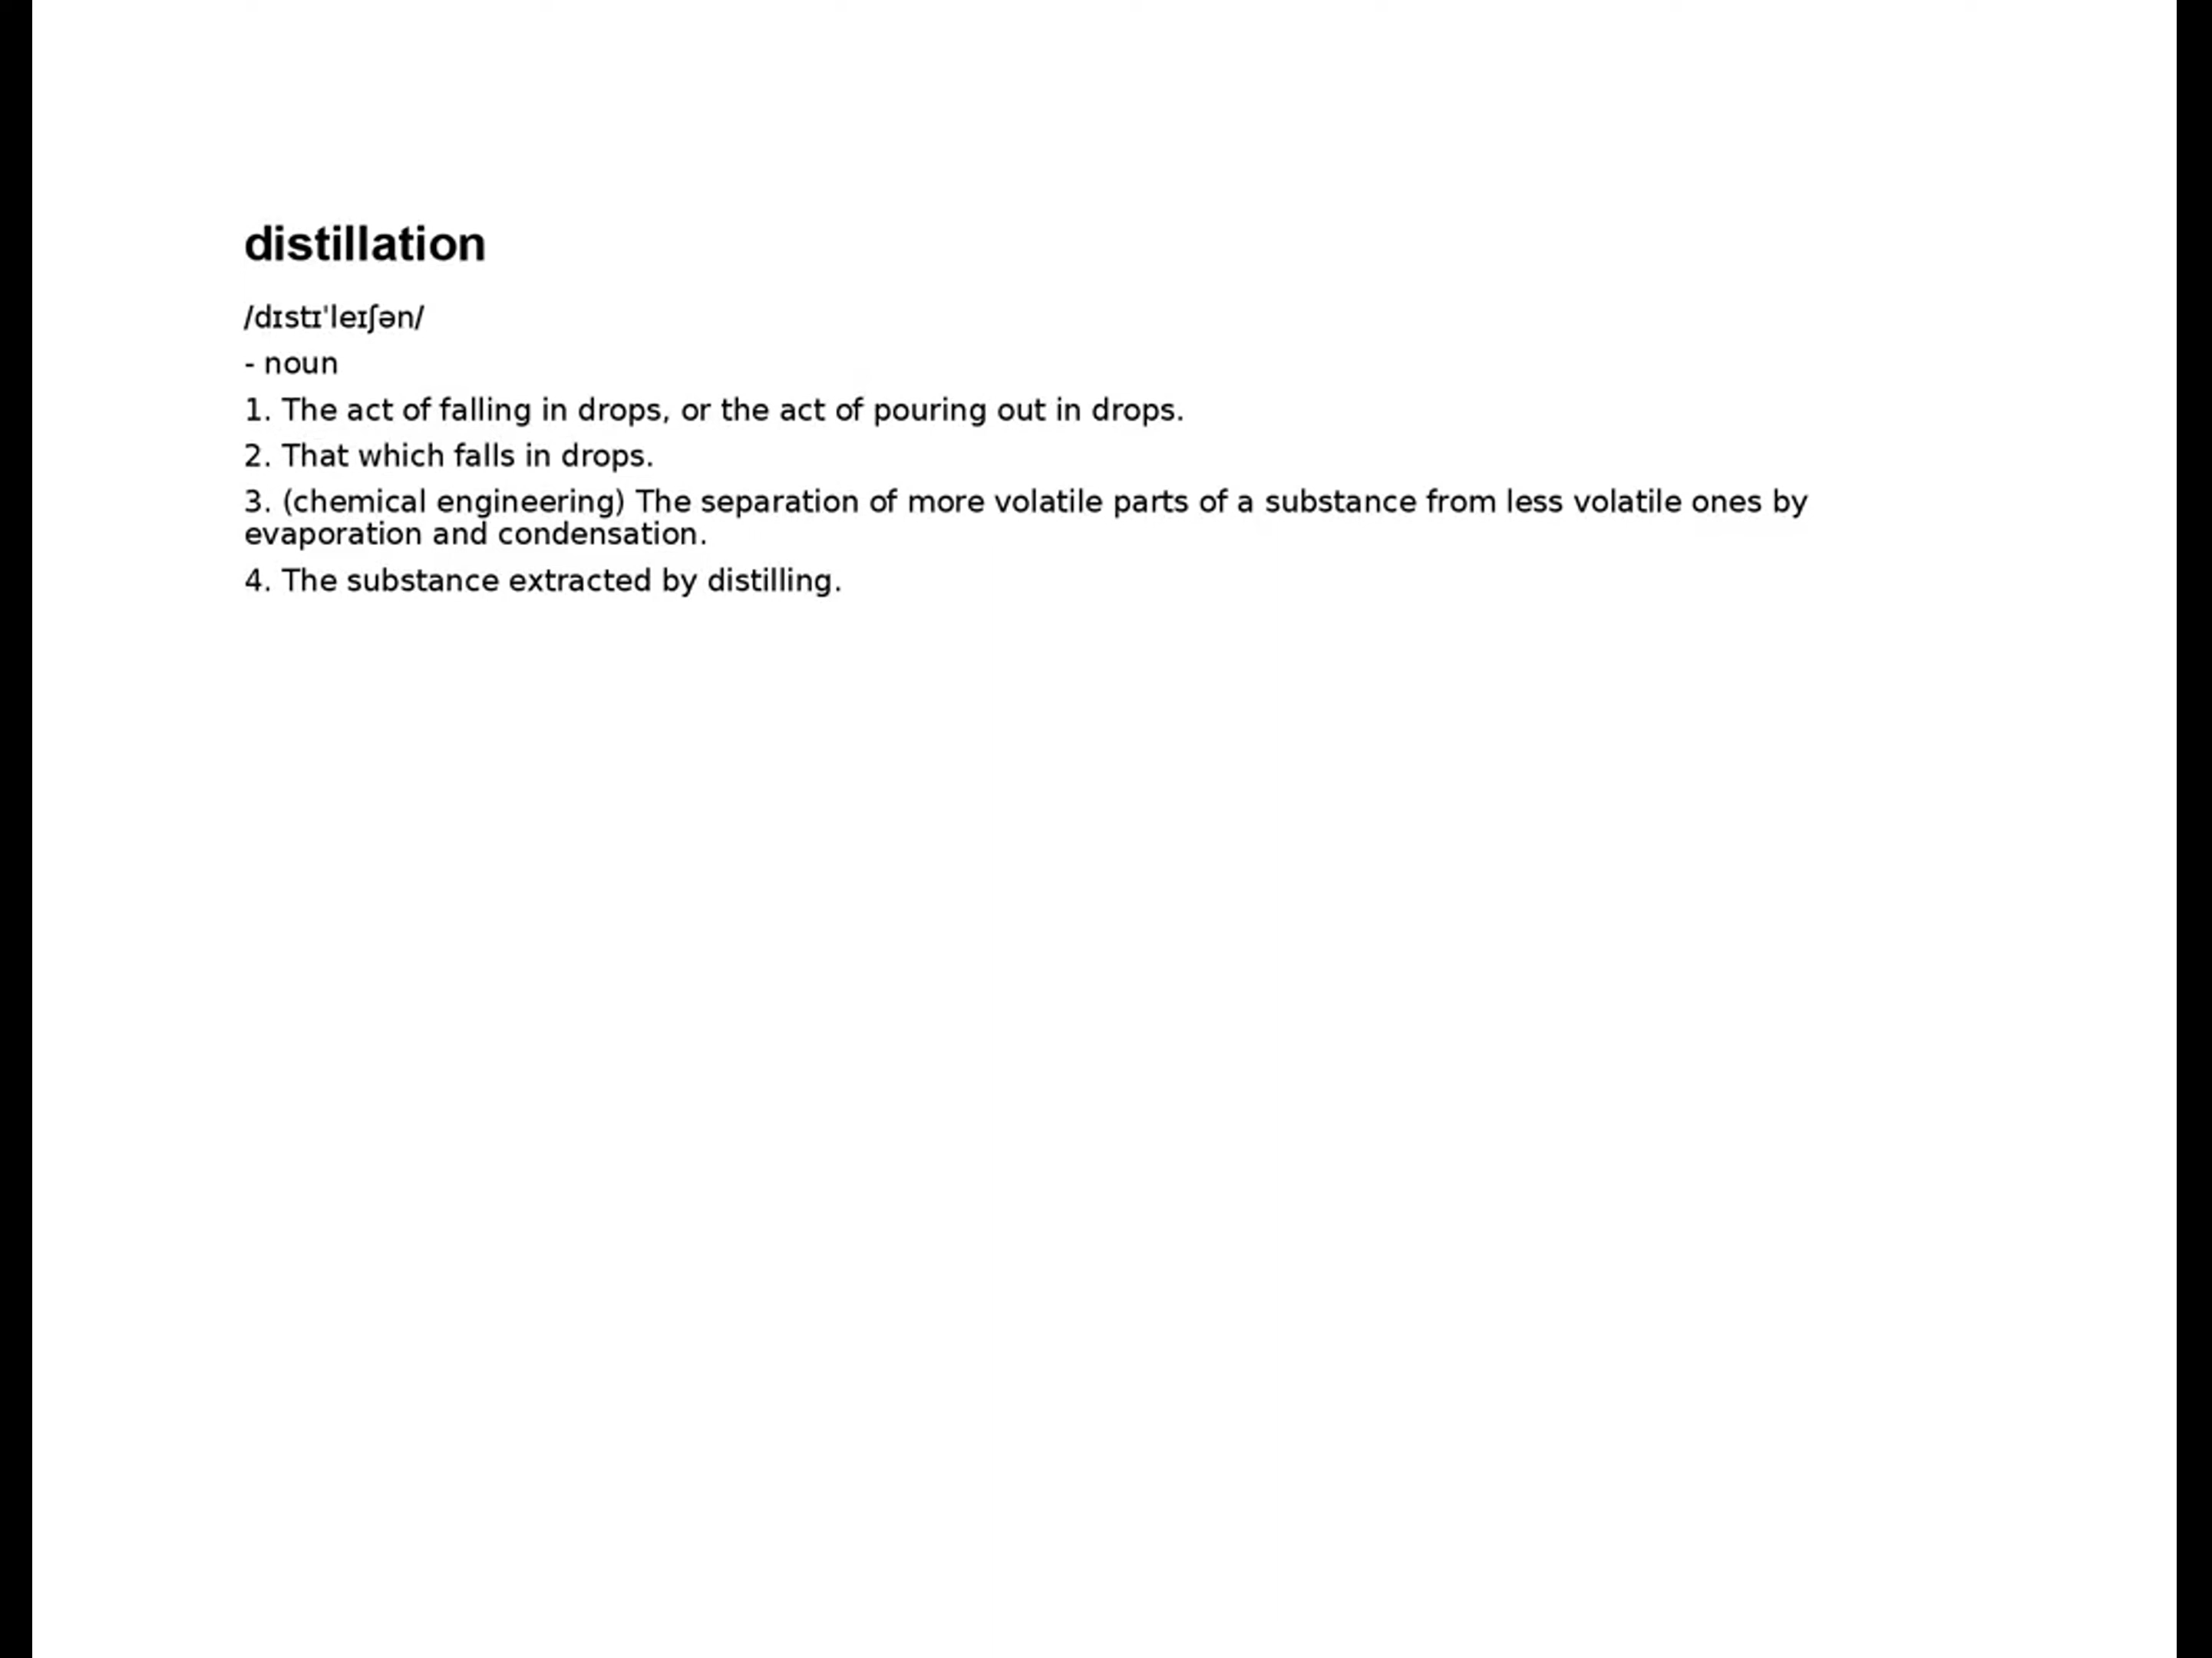 distillation
/dɪstɪˈleɪʃən/
- noun
1. The act of falling in drops, or the act of pouring out in drops.
2. That which falls in drops.
3. (chemical engineering) The separation of more volatile parts of a substance from less volatile ones by
evaporation and condensation.
4. The substance extracted by distilling.